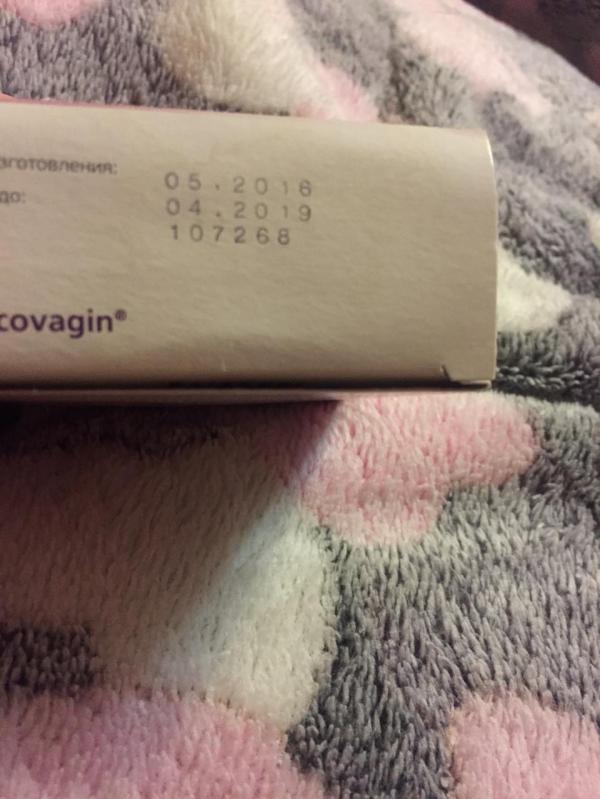 зготовления:
05.2016
до:
04.2019
107268
covagin®